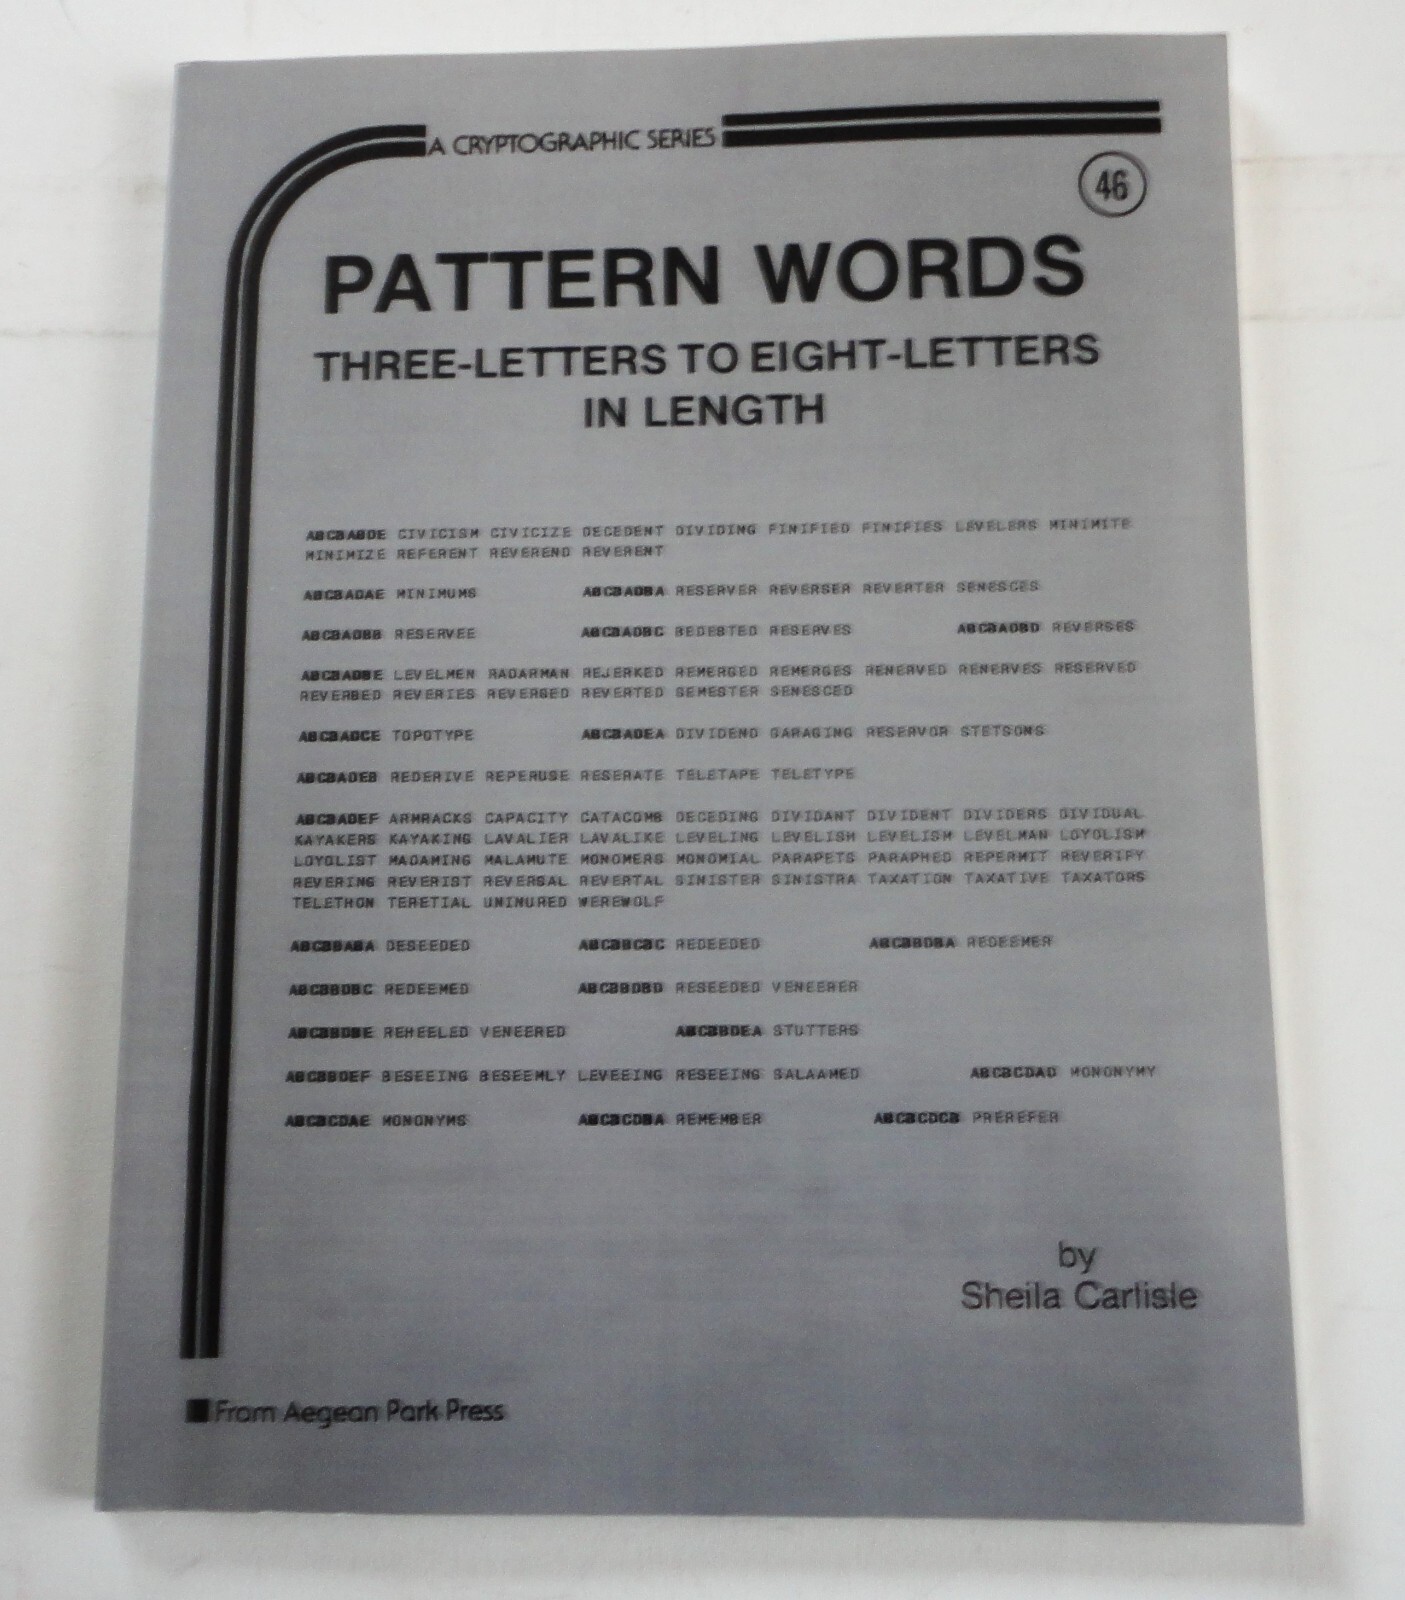 A CRYPTOGRAPHIC SERIES
46
PATTERN WORDS
THREE-LETTERS TO EIGHT-LETTERS
IN LENGTH
ABCBABDE CIVICISM CIVICIZE DECEDENT DIVIDING FINIFIED FINIFIES LEVELERS MINIMITE
MINIMIZE REFERENT REVEREND REVERENT
ABCBADAE MINIMUMS ABCBADBA RESERVER REVERSER REVERTER SENESCES
ABCBADBB RESERVEE ABCBADBC BEDEBTED RESERVES ABCBADBD REVERSES
ABCBADBE LEVELMEN RADARMAN REJERKED REMERGED REMERGES RENERVED RENERVES RESERVED
REVERBED REVERIES REVERSED REVERTED SEMESTER SENESCED
ABCBADCE TOPOTYPE ABCBADEA DIVIDEND GARAGING RESERVOR STETSONS
ABCBADEB REDERIVE REPERUSE RESERATE TELETAPE TELETYPE
ABCBADEF ARMRACKS CAPACITY CATACOMB DECEDING DIVIDANT DIVIDENT DIVIDERS DIVIDUAL
KAYAKERS KAYAKING LAVALIER LAVALIKE LEVELING LEVELISH LEVELISM LEVELMAN LOYOLISM
LOYOLIST MADAMING MALAMUTE MONOMERS MONOMIAL PARAPETS PARAPHED REPERMIT REVERIFY
REVERING REVERIST REVERSAL REVERTAL SINISTER SINISTRA TAXATION TAXATIVE TAXATORS
TELETHON TERETIAL UNINURED WEREWOLF
ABCBBABA DESEEDED ABCBBCBC REDEEDED ABCBBDBA REDEEMER
ABCBBDBC REDEEMED ABCBBDBD RESEEDED VENEERER
ABCBBDBE REHEELED VENEERED ABCBBDEA STUTTERS
ABCBBDEF BESEEING BESEEMLY LEVEEING RESEEING SALAAMED ABCBCDAD MONONYMY
ABCBCDAE MONONYMS ABCBCDBA REMEMBER ABCBCDCB PREREFER
by
Sheila Carlisle
From Aegean Park Press